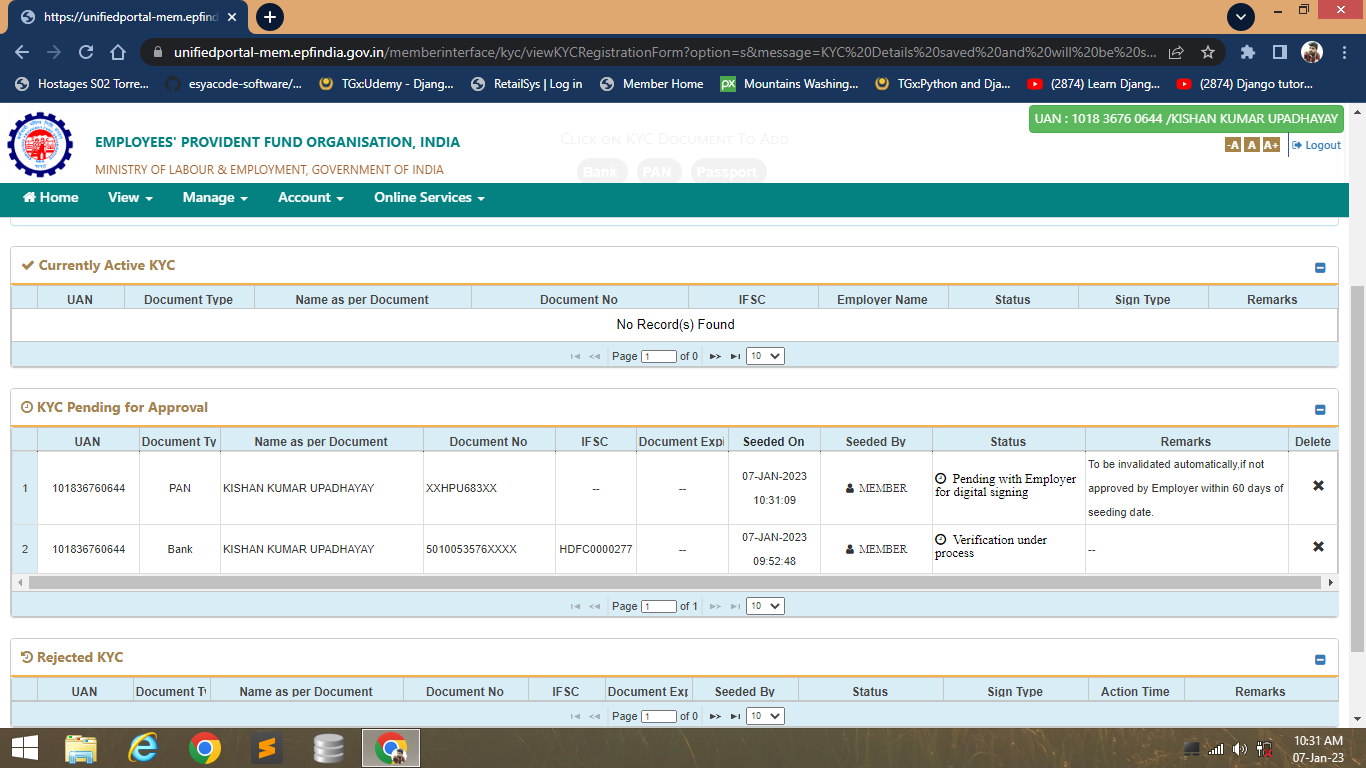 https://unifiedportal-mem.epfind
unifiedportal-mem.epfindia.gov.in/memberinterface/kyc/viewKYCRegistrationForm?option=s&message=KYC%20Details%20saved%20and%20will%20be%20s...
Hostages S02 Torre... esyacode-software/... TGxUdemy - Djang... RetailSys | Log in Member Home Mountains Washing... TGx:Python and Dja... (2874) Learn Djang... (2874) Django tutor...
UAN : 1018 3676 0644 /KISHAN KUMAR UPADHAYAY
EMPLOYEES' PROVIDENT FUND ORGANISATION, INDIA
Click on KYC Document To Add
-A A A+ Logout
MINISTRY OF LABOUR & EMPLOYMENT, GOVERNMENT OF INDIA
Bank PAN Passport
Home View Manage Account Online Services
Currently Active KYC
UAN Document Type Name as per Document Document No IFSC Employer Name Status Sign Type Remarks
No Record(s) Found
Page 1 of 0 10
KYC Pending for Approval
UAN Document Ty Name as per Document Document No IFSC Document Expi Seeded On Seeded By Status Remarks Delete
1 101836760644 PAN KISHAN KUMAR UPADHAYAY XXHPU683XX -- -- 07-JAN-2023 10:31:09 MEMBER Pending with Employer for digital signing To be invalidated automatically,if not approved by Employer within 60 days of seeding date.
2 101836760644 Bank KISHAN KUMAR UPADHAYAY 5010053576XXXX HDFC0000277 -- 07-JAN-2023 09:52:48 MEMBER Verification under process --
Page 1 of 1 10
Rejected KYC
UAN Document Ty Name as per Document Document No IFSC Document Exp Seeded By Status Sign Type Action Time Remarks
Page 1 of 0 10
10:31 AM
07-Jan-23